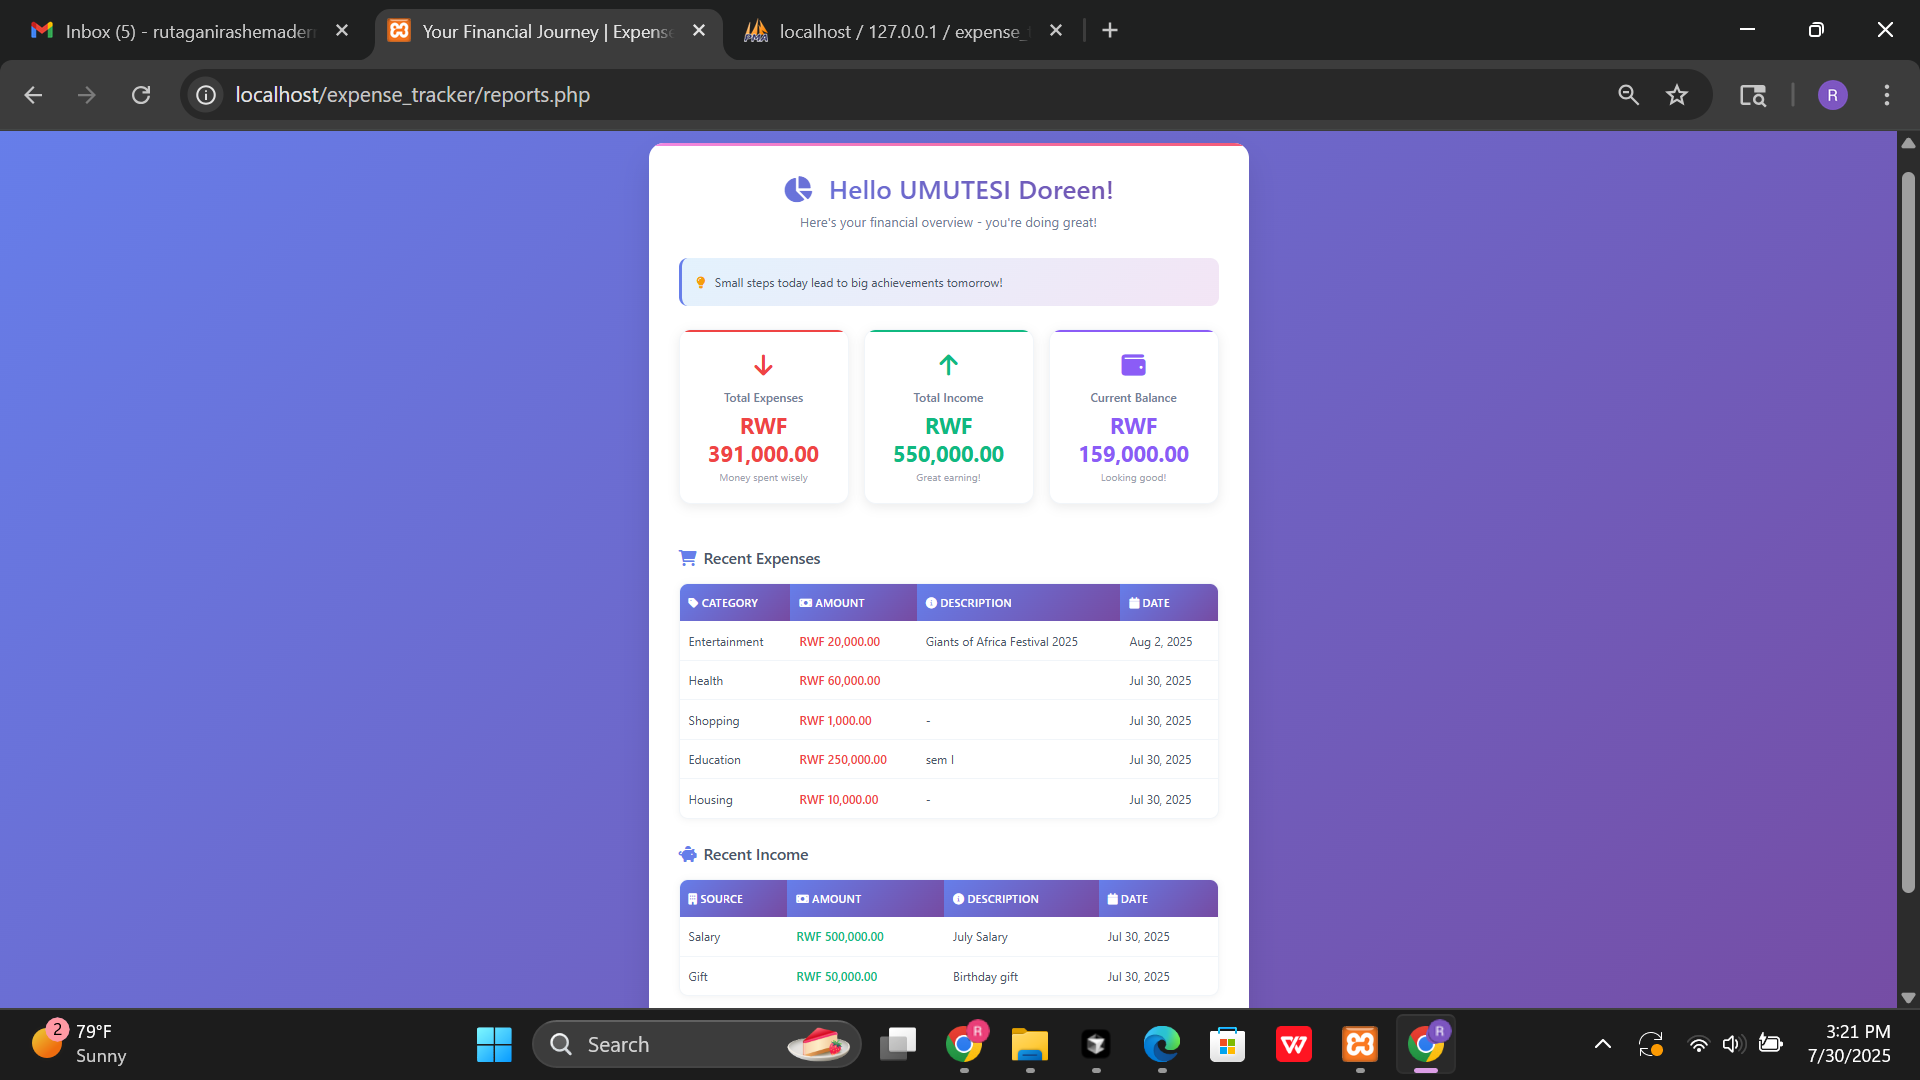 Inbox (5) - rutaganirashemader
Your Financial Journey | Expense
localhost / 127.0.0.1 / expense_
localhost/expense_tracker/reports.php
R
Hello UMUTESI Doreen!
Here's your financial overview - you're doing great!
Small steps today lead to big achievements tomorrow!
Total Expenses
RWF
391,000.00
Money spent wisely
Total Income
RWF
550,000.00
Great earning!
Current Balance
RWF
159,000.00
Looking good!
Recent Expenses
CATEGORY AMOUNT DESCRIPTION DATE
Entertainment RWF 20,000.00 Giants of Africa Festival 2025 Aug 2, 2025
Health RWF 60,000.00 Jul 30, 2025
Shopping RWF 1,000.00 - Jul 30, 2025
Education RWF 250,000.00 sem I Jul 30, 2025
Housing RWF 10,000.00 - Jul 30, 2025
Recent Income
SOURCE AMOUNT DESCRIPTION DATE
Salary RWF 500,000.00 July Salary Jul 30, 2025
Gift RWF 50,000.00 Birthday gift Jul 30, 2025
2
79°F
Sunny
Search
R
W
R
3:21 PM
7/30/2025